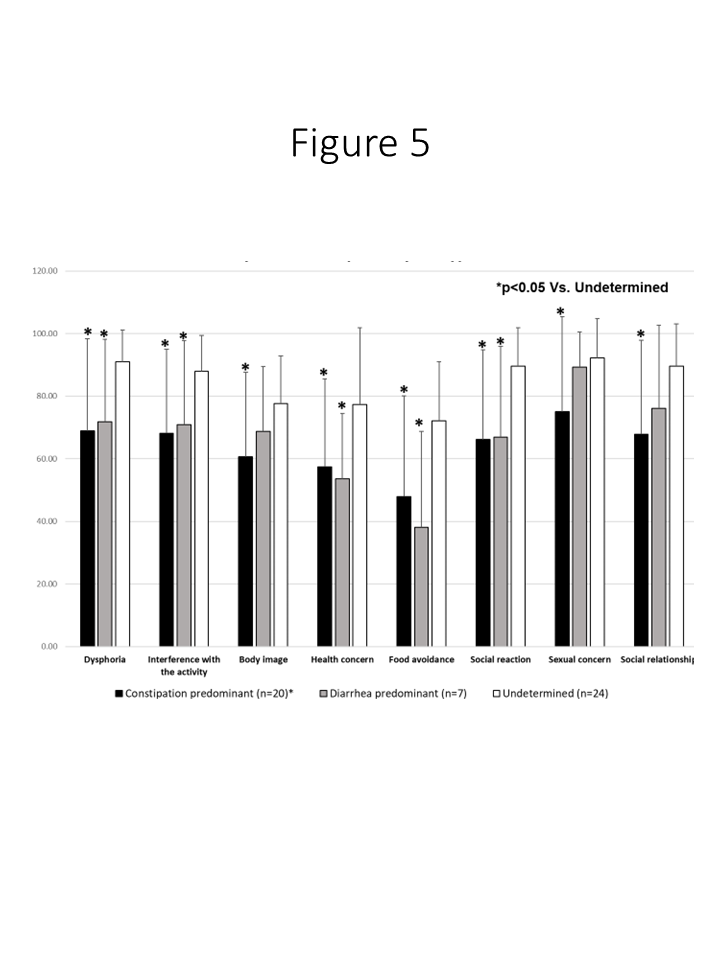 Figure 5
120.00
*p<0.05 Vs. Undetermined
100.00
80.00
60.00
40.00
20.00
0.00
* * * * * * * * * * * * *
Dysphoria Interference with the activity Body image Health concern Food avoidance Social reaction Sexual concern Social relationship
Constipation predominant (n=20)* Diarrhea predominant (n=7) Undetermined (n=24)